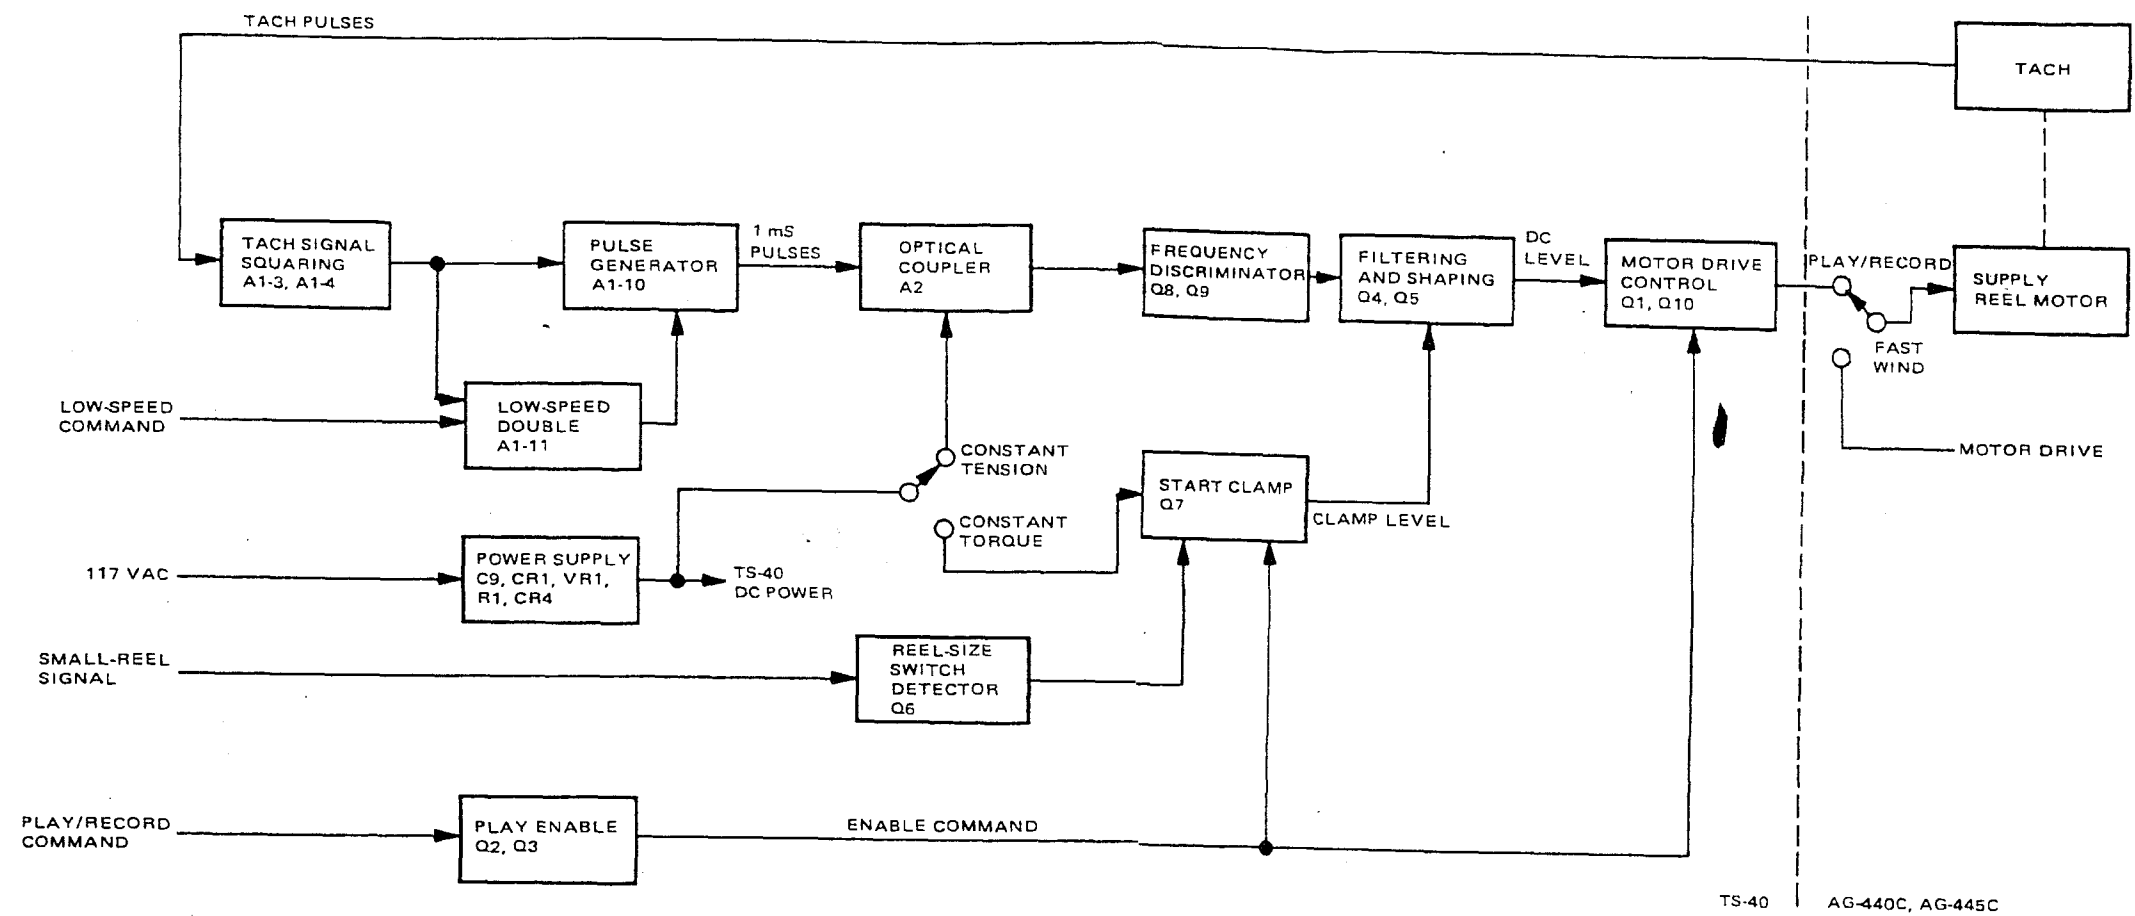 TACH PULSES
TACH
TACH SIGNAL
SQUARING
A1-3, A1-4
PULSE
GENERATOR
A1-10
1 mS
PULSES
OPTICAL
COUPLER
A2
FREQUENCY
DISCRIMINATOR
Q8, Q9
FILTERING
AND SHAPING
Q4, Q5
DC
LEVEL
MOTOR DRIVE
CONTROL
Q1, Q10
PLAY/RECORD
SUPPLY
REEL MOTOR
FAST
WIND
MOTOR DRIVE
LOW-SPEED
COMMAND
LOW-SPEED
DOUBLE
A1-11
CONSTANT
TENSION
CONSTANT
TORQUE
START CLAMP
Q7
CLAMP LEVEL
117 VAC
POWER SUPPLY
C9, CR1, VR1,
R1, CR4
TS-40
DC POWER
SMALL-REEL
SIGNAL
REEL-SIZE
SWITCH
DETECTOR
Q6
PLAY/RECORD
COMMAND
PLAY ENABLE
Q2, Q3
ENABLE COMMAND
TS-40
AG-440C, AG-445C